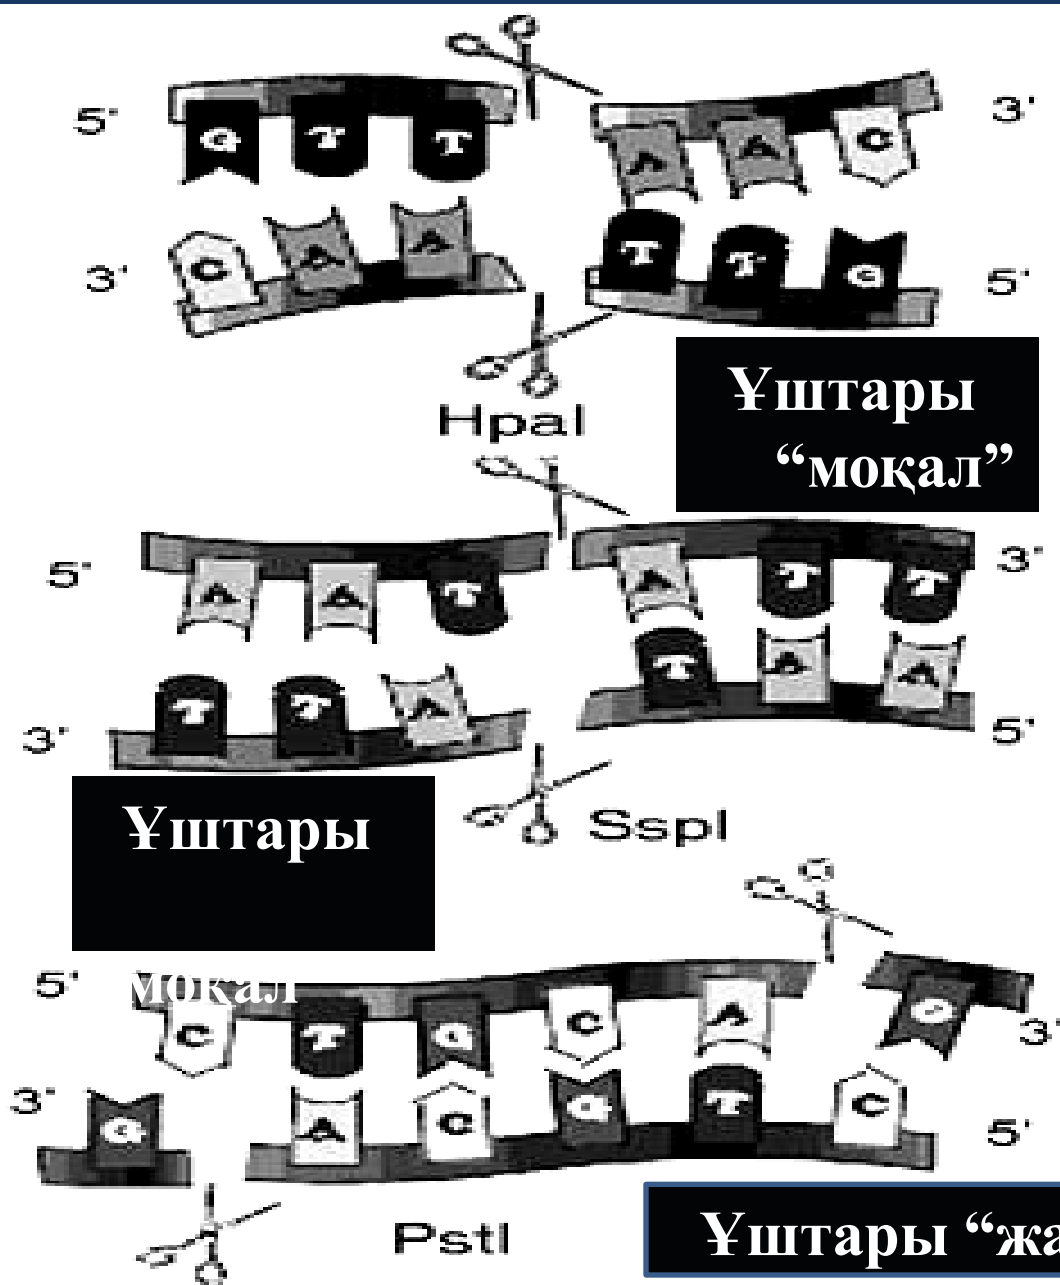 5' G T T A A C 3'
3' C A A T T G 5'
HpaI
Ұштары
“моқал”
5' A A T A T T 3'
3' T T A T A A 5'
SspI
Ұштары
моқал
5' C T G C A G 3'
3' G A C G T C 5'
PstI
Ұштары “жа